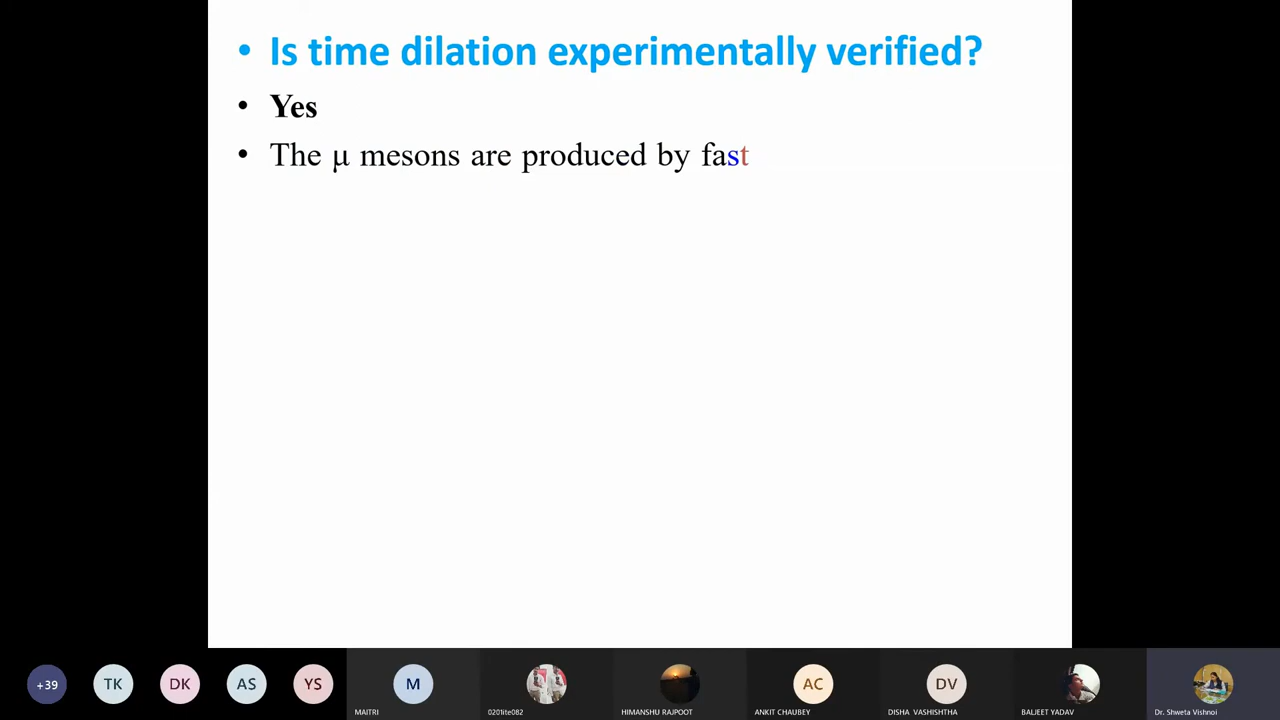 • Is time dilation experimentally verified?
• Yes
• The μ mesons are produced by fast
+39 TK DK AS YS M AC DV
MAITRI 0201ite082 HIMANSHU RAJPOOT ANKIT CHAUBEY DISHA VASHISHTHA BALJEET YADAV Dr. Shweta Vishnoi